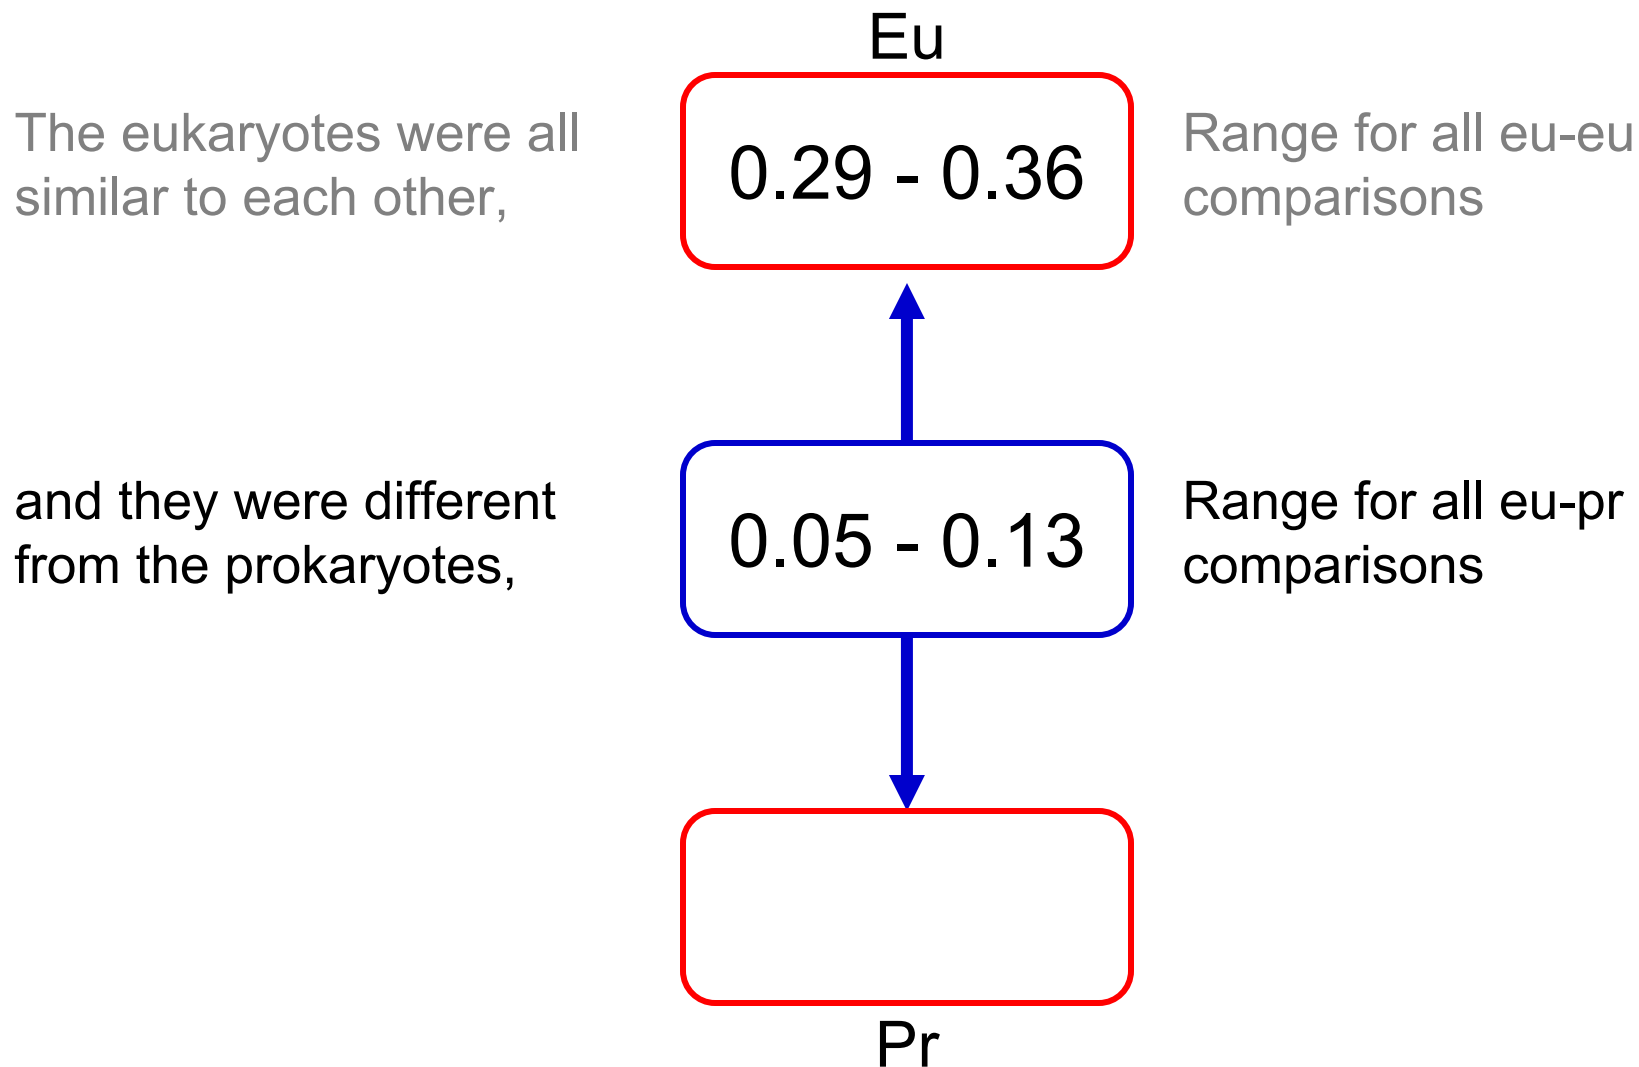 Eu
The eukaryotes were all
similar to each other,
0.29 - 0.36
Range for all eu-eu
comparisons
and they were different
from the prokaryotes,
0.05 - 0.13
Range for all eu-pr
comparisons
Pr